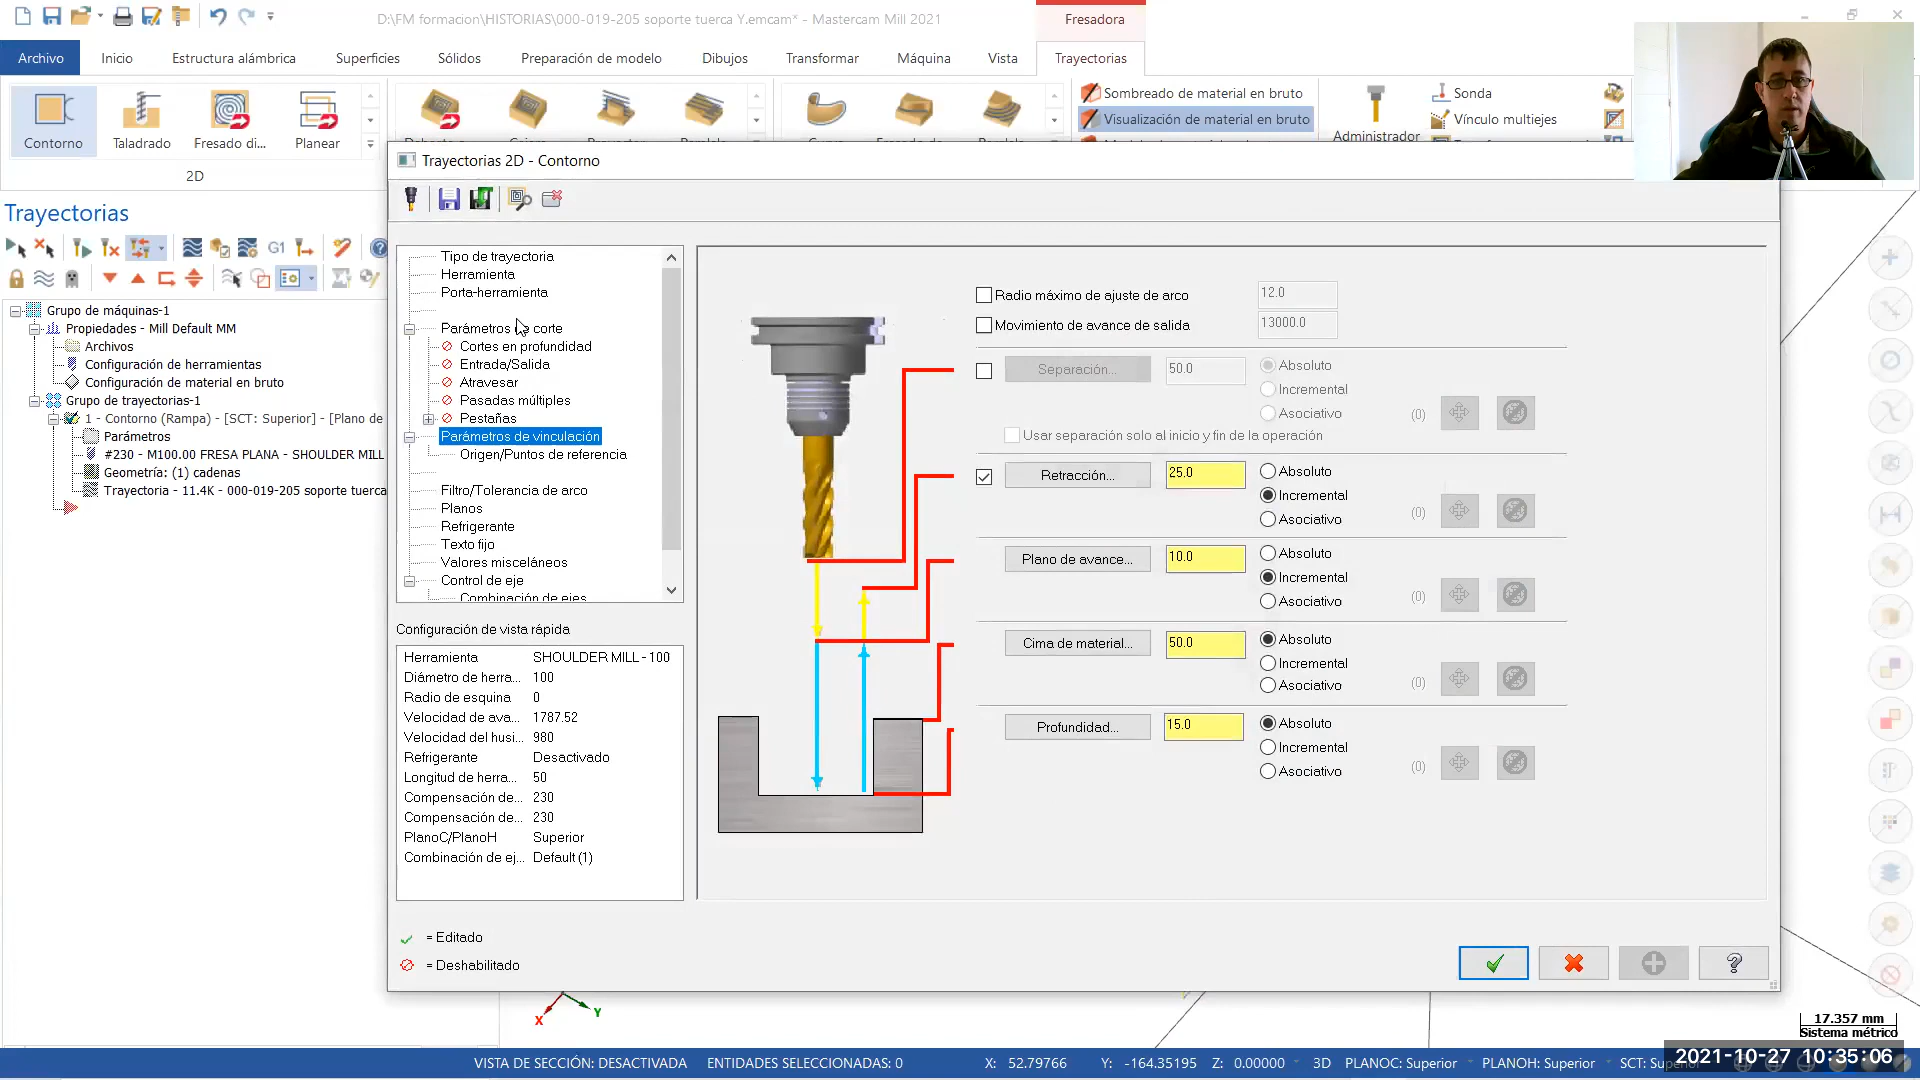 D:\FM formacion\HISTORIAS\000-019-205 soporte tuerca Y.emcam* - Mastercam Mill 2021
Fresadora
Archivo
Inicio
Estructura alámbrica
Superficies
Sólidos
Preparación de modelo
Dibujos
Transformar
Máquina
Vista
Trayectorias
Contorno
Taladrado
Fresado di...
Planear
2D
Sombreado de material en bruto
Visualización de material en bruto
Administrador
Sonda
Vínculo multiejes
Trayectorias 2D - Contorno
Trayectorias
G1
Grupo de máquinas-1
Propiedades - Mill Default MM
Archivos
Configuración de herramientas
Configuración de material en bruto
Grupo de trayectorias-1
1 - Contorno (Rampa) - [SCT: Superior] - [Plano de
Parámetros
#230 - M100.00 FRESA PLANA - SHOULDER MILL
Geometría: (1) cadenas
Trayectoria - 11.4K - 000-019-205 soporte tuerca
Tipo de trayectoria
Herramienta
Porta-herramienta
Parámetros de corte
Cortes en profundidad
Entrada/Salida
Atravesar
Pasadas múltiples
Pestañas
Parámetros de vinculación
Origen/Puntos de referencia
Filtro/Tolerancia de arco
Planos
Refrigerante
Texto fijo
Valores misceláneos
Control de eje
Combinación de ejes
Configuración de vista rápida
Herramienta SHOULDER MILL - 100
Diámetro de herra... 100
Radio de esquina 0
Velocidad de ava... 1787.52
Velocidad del husi... 980
Refrigerante Desactivado
Longitud de herra... 50
Compensación de... 230
Compensación de... 230
PlanoC/PlanoH Superior
Combinación de ej... Default (1)
= Editado
= Deshabilitado
Radio máximo de ajuste de arco 12.0
Movimiento de avance de salida 13000.0
Separación... 50.0
Absoluto
Incremental
Asociativo (0)
Usar separación solo al inicio y fin de la operación
Retracción... 25.0
Absoluto
Incremental
Asociativo (0)
Plano de avance... 10.0
Absoluto
Incremental
Asociativo (0)
Cima de material... 50.0
Absoluto
Incremental
Asociativo (0)
Profundidad... 15.0
Absoluto
Incremental
Asociativo (0)
X
Y
17.357 mm
Sistema métrico
VISTA DE SECCIÓN: DESACTIVADA ENTIDADES SELECCIONADAS: 0 X: 52.79766 Y: -164.35195 Z: 0.00000 3D PLANOC: Superior PLANOH: Superior SCT:
2021-10-27 10:35:06